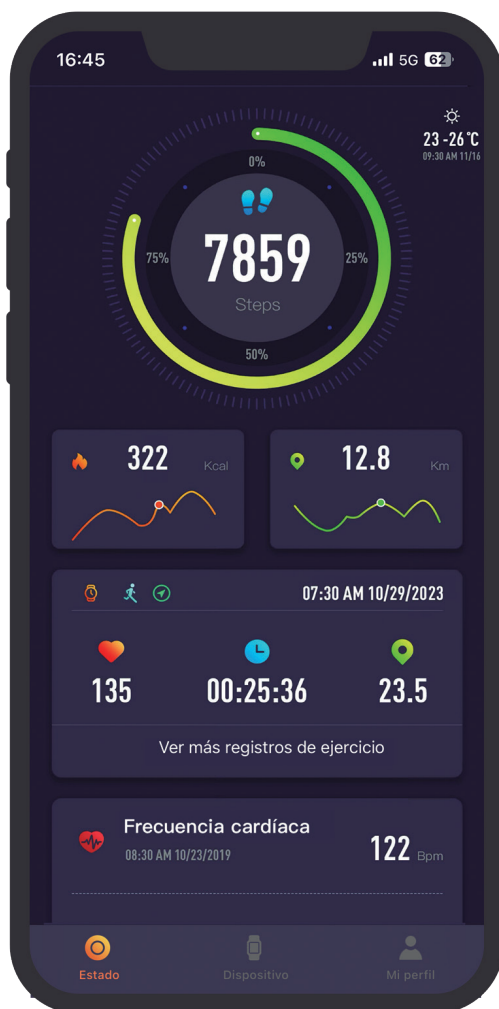 16:45 5G 62
23 -26℃
09:30 AM 11/16
0%
7859
75% 25%
Steps
50%
322 Kcal
12.8 Km
07:30 AM 10/29/2023
135 00:25:36 23.5
Ver más registros de ejercicio
Frecuencia cardíaca
08:30 AM 10/23/2019
122 Bpm
Estado Dispositivo Mi perfil